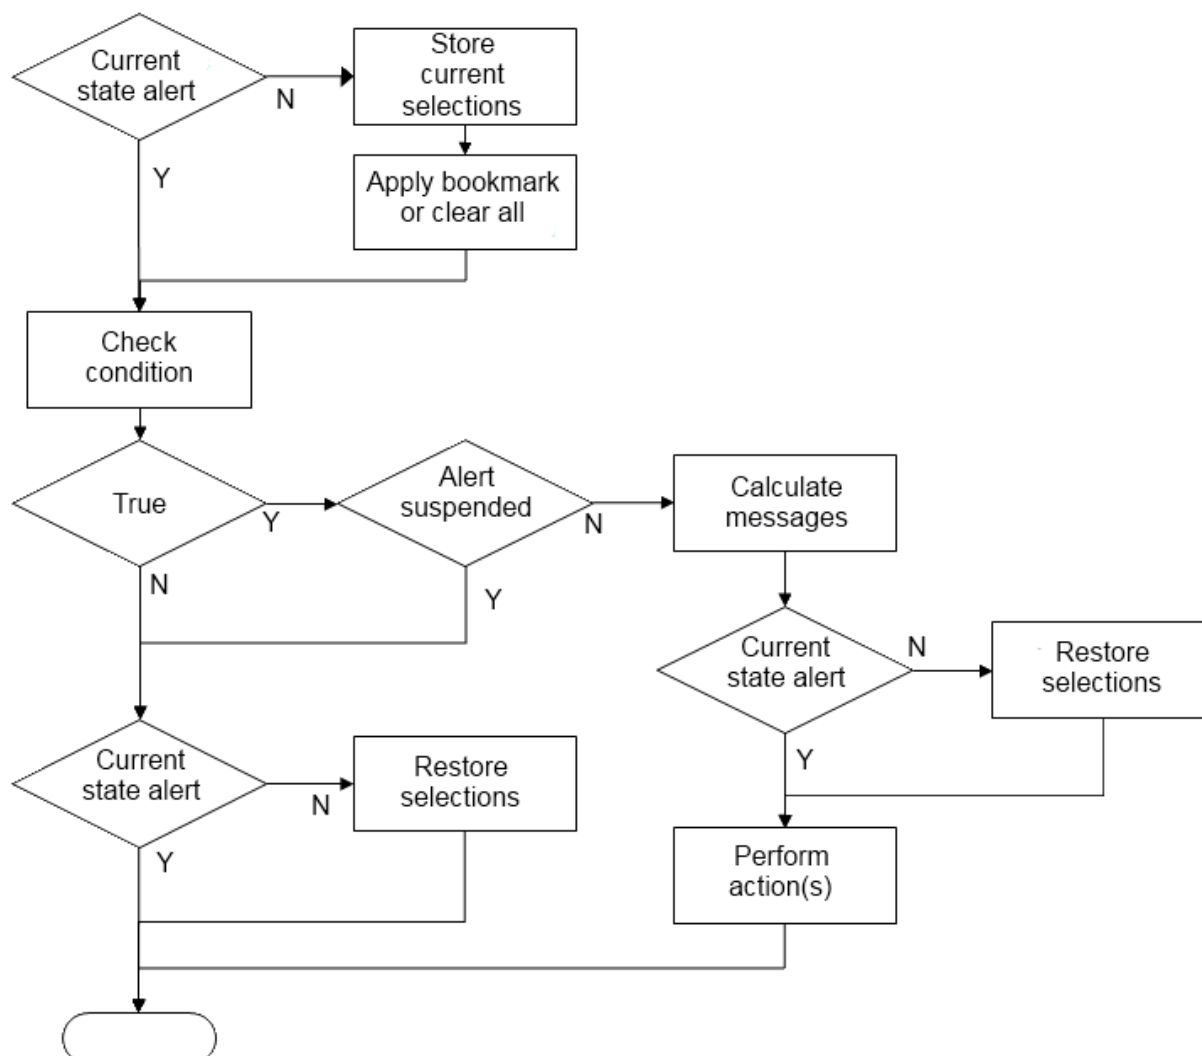 Current
state alert
N
Store
current
selections
Y
Apply bookmark
or clear all
Check
condition
True
Y
Alert
suspended
N
Calculate
messages
N
Y
Current
state alert
N
Restore
selections
Y
Current
state alert
N
Restore
selections
Y
Perform
action(s)